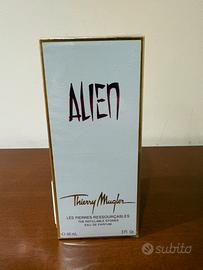 ALIEN
Thierry Mugler
LES PIERRES RESSOURÇABLES
THE REFILLABLE STONES
EAU DE PARFUM
subito